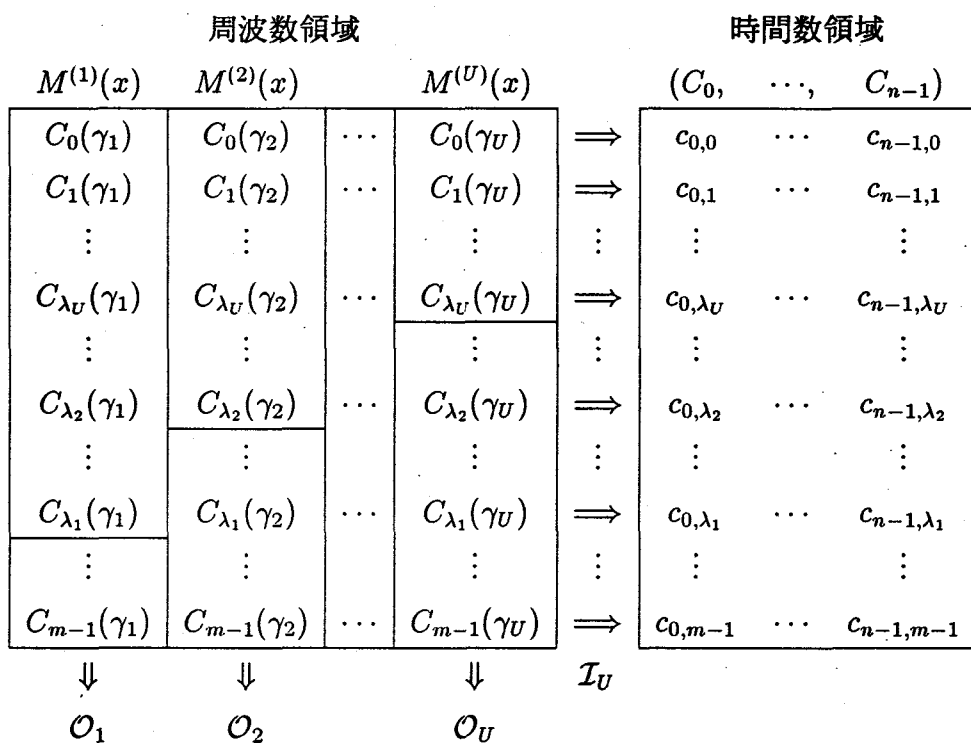 周波数領域 時間数領域
M^{(1)}(x) M^{(2)}(x) M^{(U)}(x) (C_0, ⋯, C_{n-1})
C_0(γ_1) C_0(γ_2) ⋯ C_0(γ_U) ⟹ c_{0,0} ⋯ c_{n-1,0}
C_1(γ_1) C_1(γ_2) ⋯ C_1(γ_U) ⟹ c_{0,1} ⋯ c_{n-1,1}
⋮ ⋮ ⋮ ⋮ ⋮ ⋮
C_{λ_U}(γ_1) C_{λ_U}(γ_2) ⋯ C_{λ_U}(γ_U) ⟹ c_{0,λ_U} ⋯ c_{n-1,λ_U}
⋮ ⋮ ⋮ ⋮ ⋮ ⋮
C_{λ_2}(γ_1) C_{λ_2}(γ_2) ⋯ C_{λ_2}(γ_U) ⟹ c_{0,λ_2} ⋯ c_{n-1,λ_2}
⋮ ⋮ ⋮ ⋮ ⋮ ⋮
C_{λ_1}(γ_1) C_{λ_1}(γ_2) ⋯ C_{λ_1}(γ_U) ⟹ c_{0,λ_1} ⋯ c_{n-1,λ_1}
⋮ ⋮ ⋮ ⋮ ⋮ ⋮
C_{m-1}(γ_1) C_{m-1}(γ_2) ⋯ C_{m-1}(γ_U) ⟹ c_{0,m-1} ⋯ c_{n-1,m-1}
⇓ ⇓ ⇓ ℐ_U
𝒪_1 𝒪_2 𝒪_U